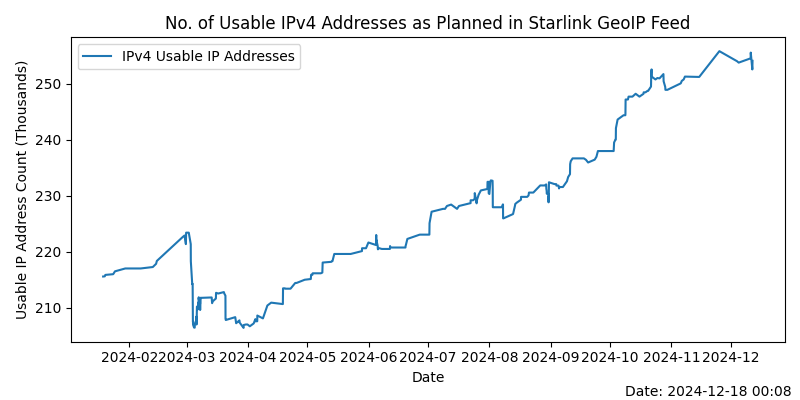 No. of Usable IPv4 Addresses as Planned in Starlink GeoIP Feed
IPv4 Usable IP Addresses
Usable IP Address Count (Thousands)
250
240
230
220
210
2024-02 2024-03 2024-04 2024-05 2024-06 2024-07 2024-08 2024-09 2024-10 2024-11 2024-12
Date
Date: 2024-12-18 00:08